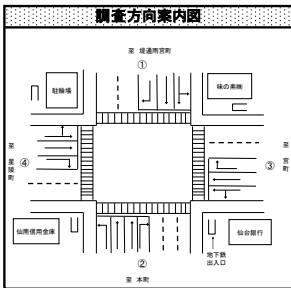 調査方向案内図
至 堤通雨宮町
①
駐輪場
味の素㈱
至 星陵町
④
③
至 宮町
仙南信用金庫
仙台銀行
地下鉄
出入口
②
至 本町